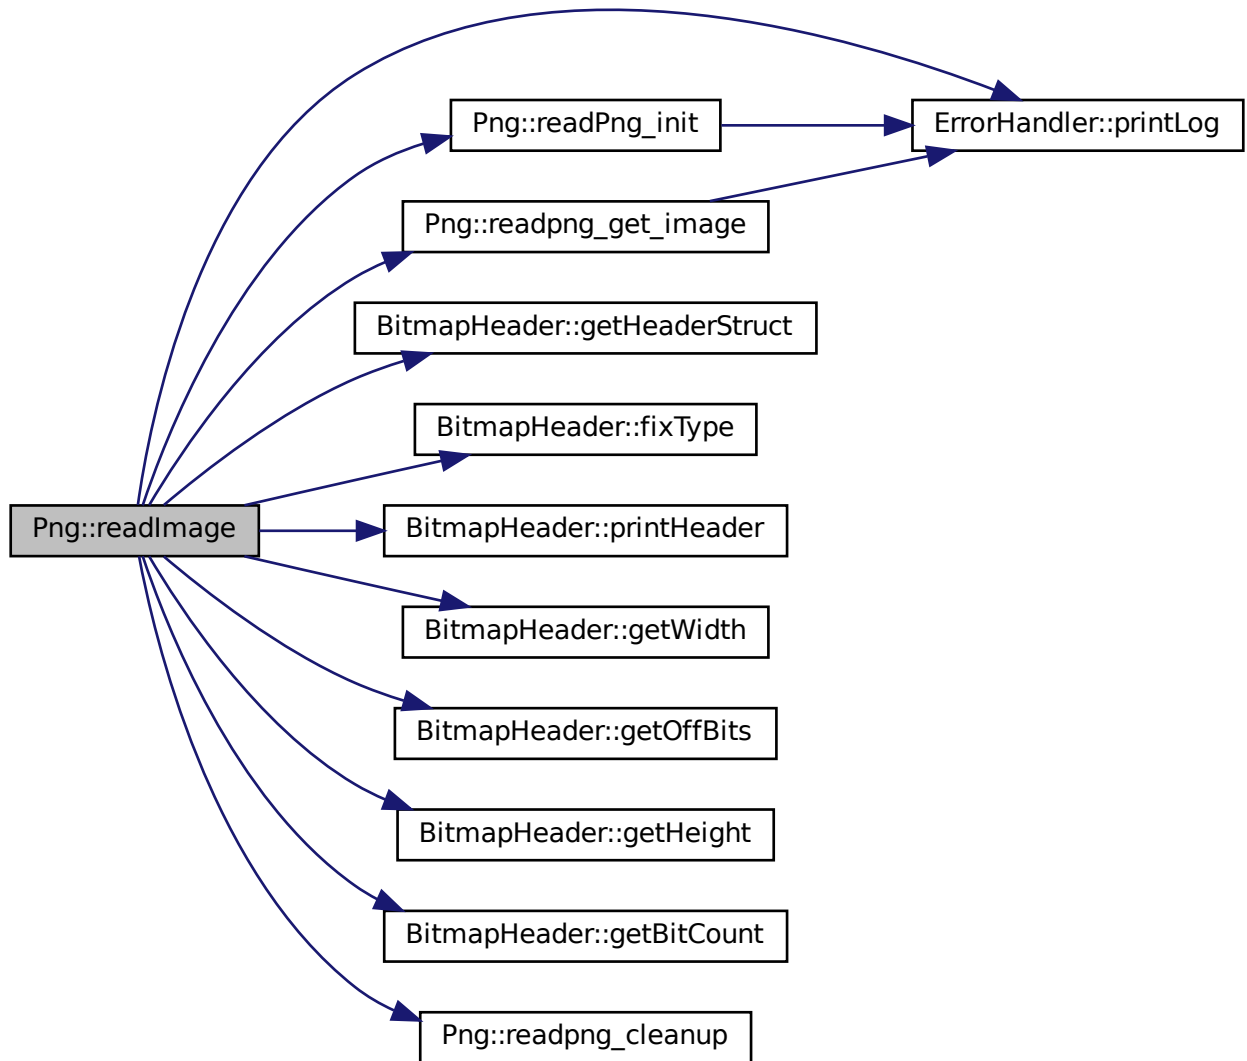 Png::readPng_init
ErrorHandler::printLog
Png::readpng_get_image
BitmapHeader::getHeaderStruct
BitmapHeader::fixType
Png::readImage
BitmapHeader::printHeader
BitmapHeader::getWidth
BitmapHeader::getOffBits
BitmapHeader::getHeight
BitmapHeader::getBitCount
Png::readpng_cleanup